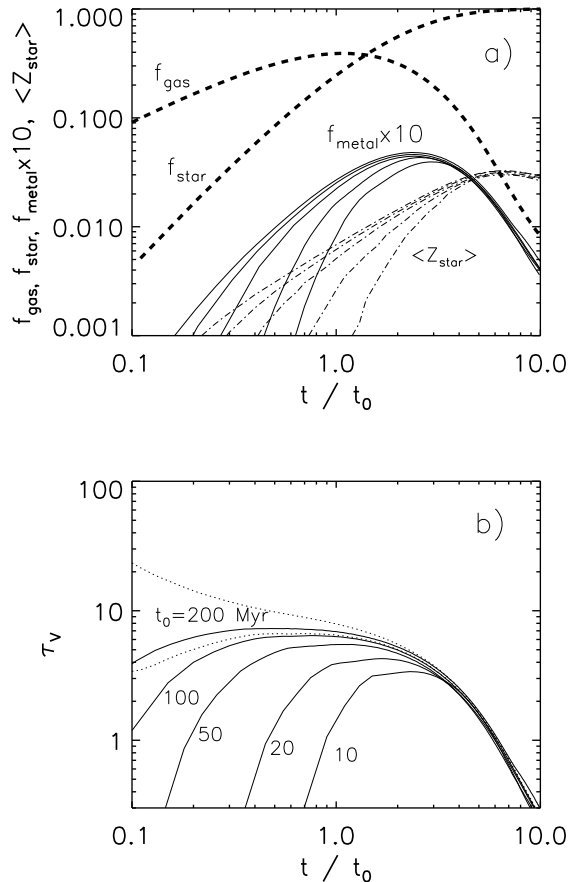 f_gas, f_star, f_metal×10, <Z_star>
1.000
0.100
0.010
0.001
a)
f_gas
f_star
f_metal×10
<Z_star>
0.1
1.0
10.0
t / t_0
τ_V
100
10
1
b)
t_0=200 Myr
100
50
20
10
0.1
1.0
10.0
t / t_0